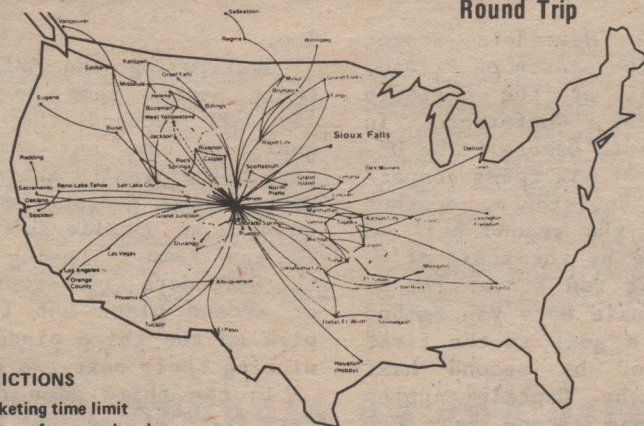 Round Trip
Saskatoon
Vancouver
Regina
Winnipeg
Spokane
Kalispell
Great Falls
Missoula
Minot
Grand Forks
Helena
Bismarck
Fargo
Eugene
Bozeman
Billings
West Yellowstone
Boise
Jackson
Rapid City
Sioux Falls
Riverton
Casper
Detroit
Redding
Rock
Springs
Scottsbluff
Des Moines
Sacramento
Reno-Lake Tahoe
Salt Lake City
North
Platte
Grand
Island
Oakland
Stockton
Grand Junction
Denver
Manhattan
Kansas City
Lexington
Frankfort
Colorado Springs
Pueblo
Topeka
Durango
Las Vegas
Los Angeles
Orange
County
Albuquerque
Oklahoma City
Memphis
Phoenix
Tucson
El Paso
Dallas, Ft. Worth
Shreveport
Houston
(Hobby)
ICTIONS
keting time limit